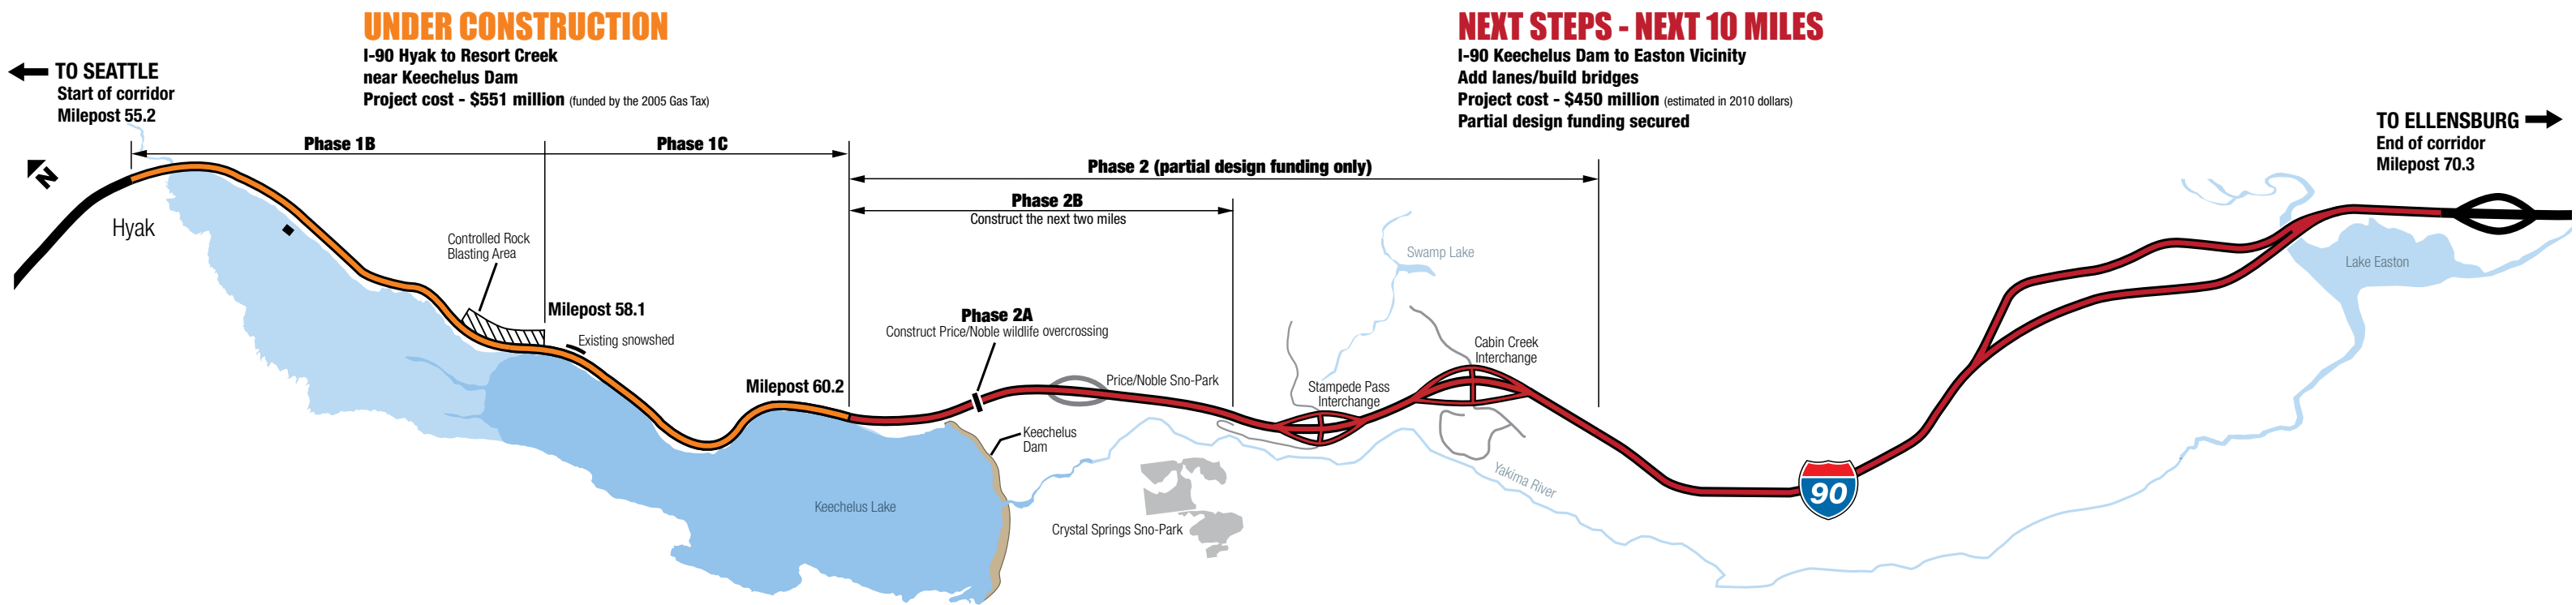 UNDER CONSTRUCTION
I-90 Hyak to Resort Creek
near Keechelus Dam
Project cost - $551 million (funded by the 2005 Gas Tax)
NEXT STEPS - NEXT 10 MILES
I-90 Keechelus Dam to Easton Vicinity
Add lanes/build bridges
Project cost - $450 million (estimated in 2010 dollars)
Partial design funding secured
TO SEATTLE
Start of corridor
Milepost 55.2
TO ELLENSBURG
End of corridor
Milepost 70.3
Phase 1B
Phase 1C
Phase 2 (partial design funding only)
Phase 2B
Construct the next two miles
N
Hyak
Controlled Rock
Blasting Area
Milepost 58.1
Existing snowshed
Milepost 60.2
Phase 2A
Construct Price/Noble wildlife overcrossing
Price/Noble Sno-Park
Swamp Lake
Stampede Pass
Interchange
Cabin Creek
Interchange
Lake Easton
Keechelus
Dam
Yakima River
90
Keechelus Lake
Crystal Springs Sno-Park